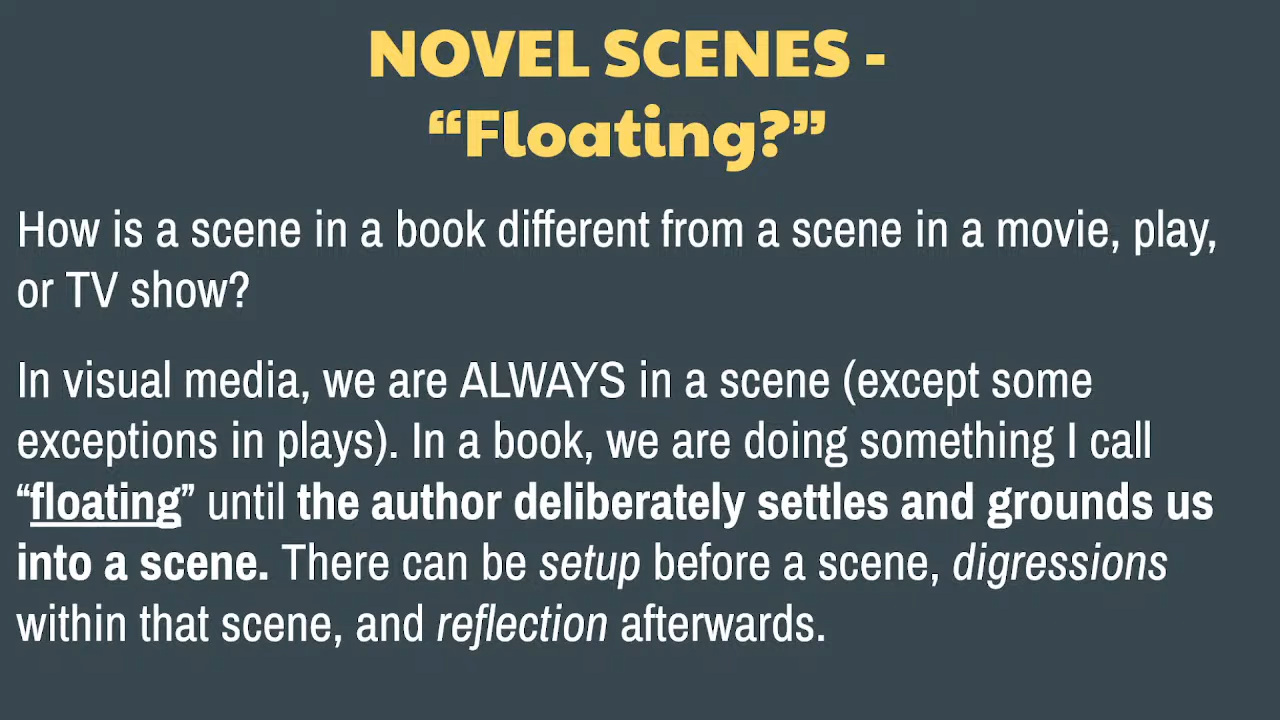 NOVEL SCENES -
“Floating?”
How is a scene in a book different from a scene in a movie, play,
or TV show?
In visual media, we are ALWAYS in a scene (except some
exceptions in plays). In a book, we are doing something I call
“floating” until the author deliberately settles and grounds us
into a scene. There can be setup before a scene, digressions
within that scene, and reflection afterwards.